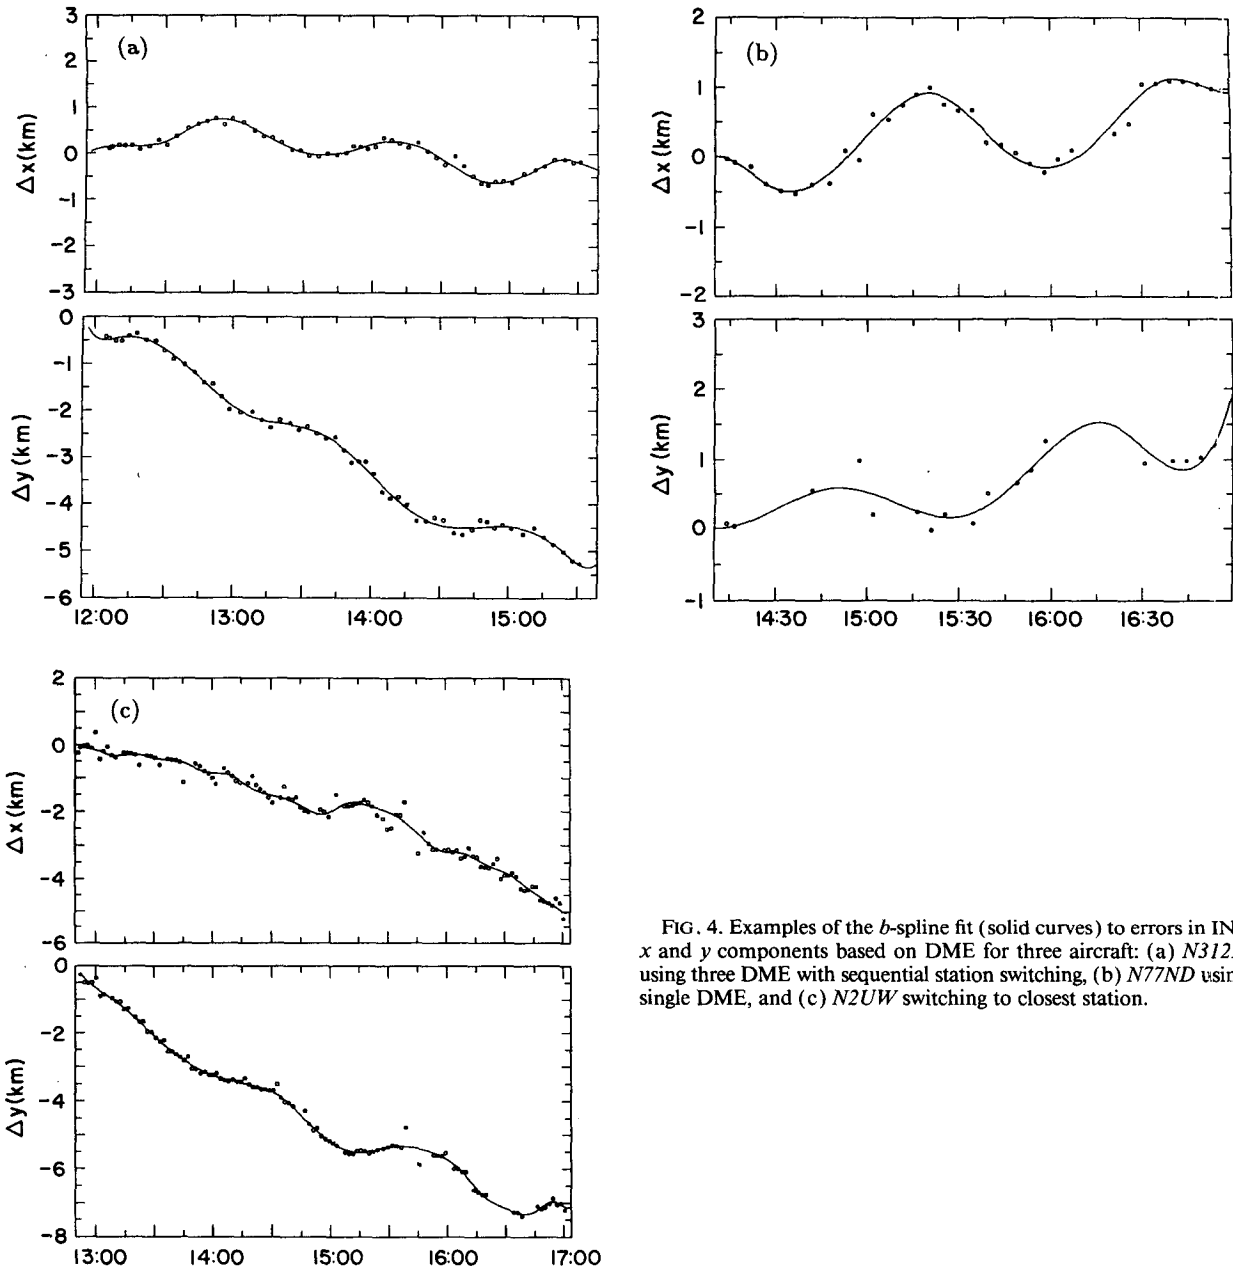 (a)
3
2
1
0
-1
-2
-3
Δx(km)
0
-1
-2
-3
-4
-5
-6
Δy(km)
12:00 13:00 14:00 15:00
(b)
2
1
0
-1
-2
Δx(km)
3
2
1
0
-1
Δy(km)
14:30 15:00 15:30 16:00 16:30
(c)
2
0
-2
-4
-6
Δx(km)
0
-2
-4
-6
-8
Δy(km)
13:00 14:00 15:00 16:00 17:00
FIG. 4. Examples of the b-spline fit (solid curves) to errors in IN
x and y components based on DME for three aircraft: (a) N312
using three DME with sequential station switching, (b) N77ND usin
single DME, and (c) N2UW switching to closest station.